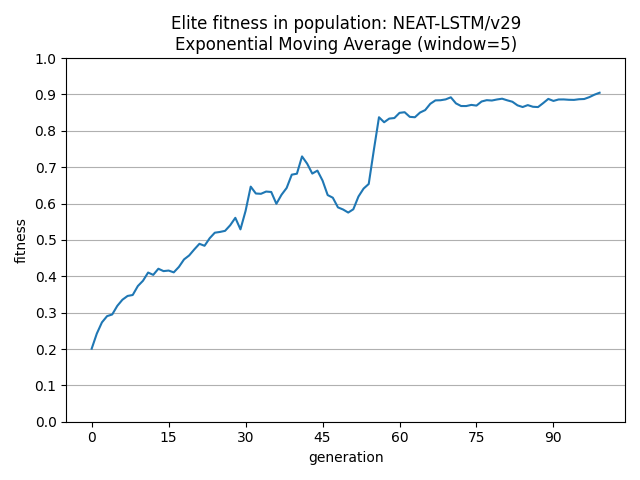 Elite fitness in population: NEAT-LSTM/v29
Exponential Moving Average (window=5)
1.0
0.9
0.8
0.7
0.6
0.5
0.4
0.3
0.2
0.1
0.0
fitness
0 15 30 45 60 75 90
generation